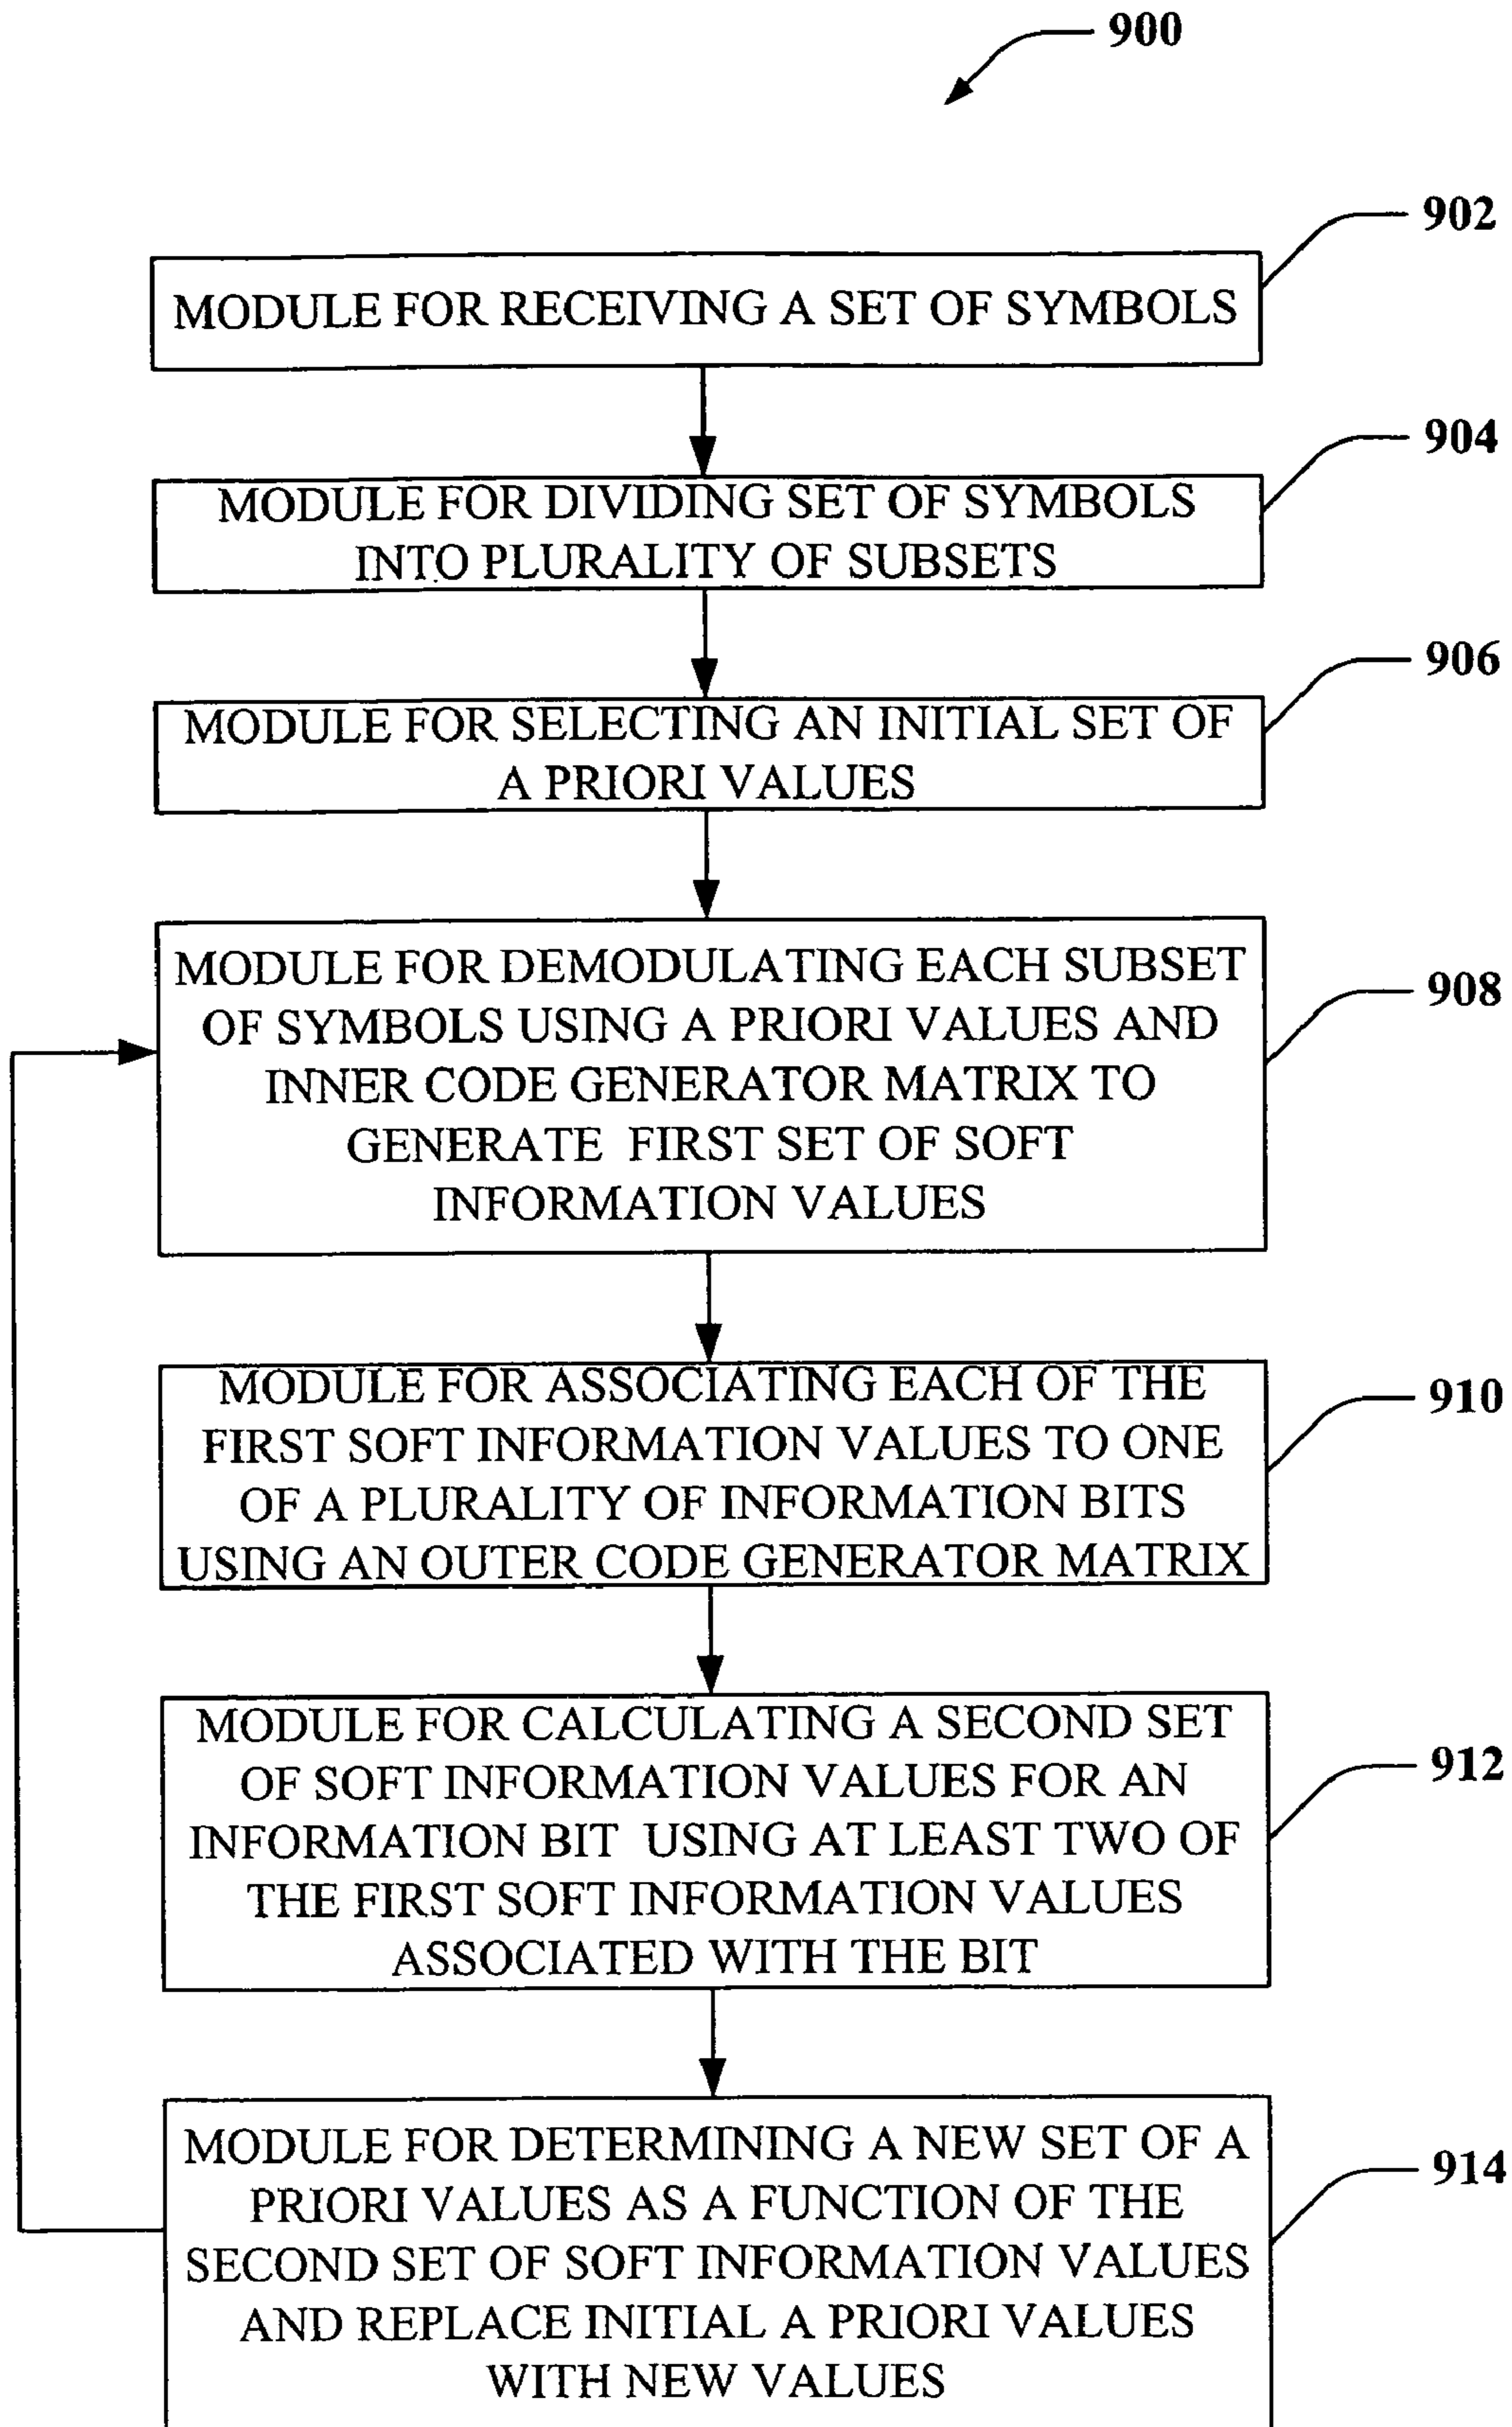 900
902
MODULE FOR RECEIVING A SET OF SYMBOLS
904
MODULE FOR DIVIDING SET OF SYMBOLS
INTO PLURALITY OF SUBSETS
906
MODULE FOR SELECTING AN INITIAL SET OF
A PRIORI VALUES
908
MODULE FOR DEMODULATING EACH SUBSET
OF SYMBOLS USING A PRIORI VALUES AND
INNER CODE GENERATOR MATRIX TO
GENERATE FIRST SET OF SOFT
INFORMATION VALUES
910
MODULE FOR ASSOCIATING EACH OF THE
FIRST SOFT INFORMATION VALUES TO ONE
OF A PLURALITY OF INFORMATION BITS
USING AN OUTER CODE GENERATOR MATRIX
912
MODULE FOR CALCULATING A SECOND SET
OF SOFT INFORMATION VALUES FOR AN
INFORMATION BIT USING AT LEAST TWO OF
THE FIRST SOFT INFORMATION VALUES
ASSOCIATED WITH THE BIT
914
MODULE FOR DETERMINING A NEW SET OF A
PRIORI VALUES AS A FUNCTION OF THE
SECOND SET OF SOFT INFORMATION VALUES
AND REPLACE INITIAL A PRIORI VALUES
WITH NEW VALUES